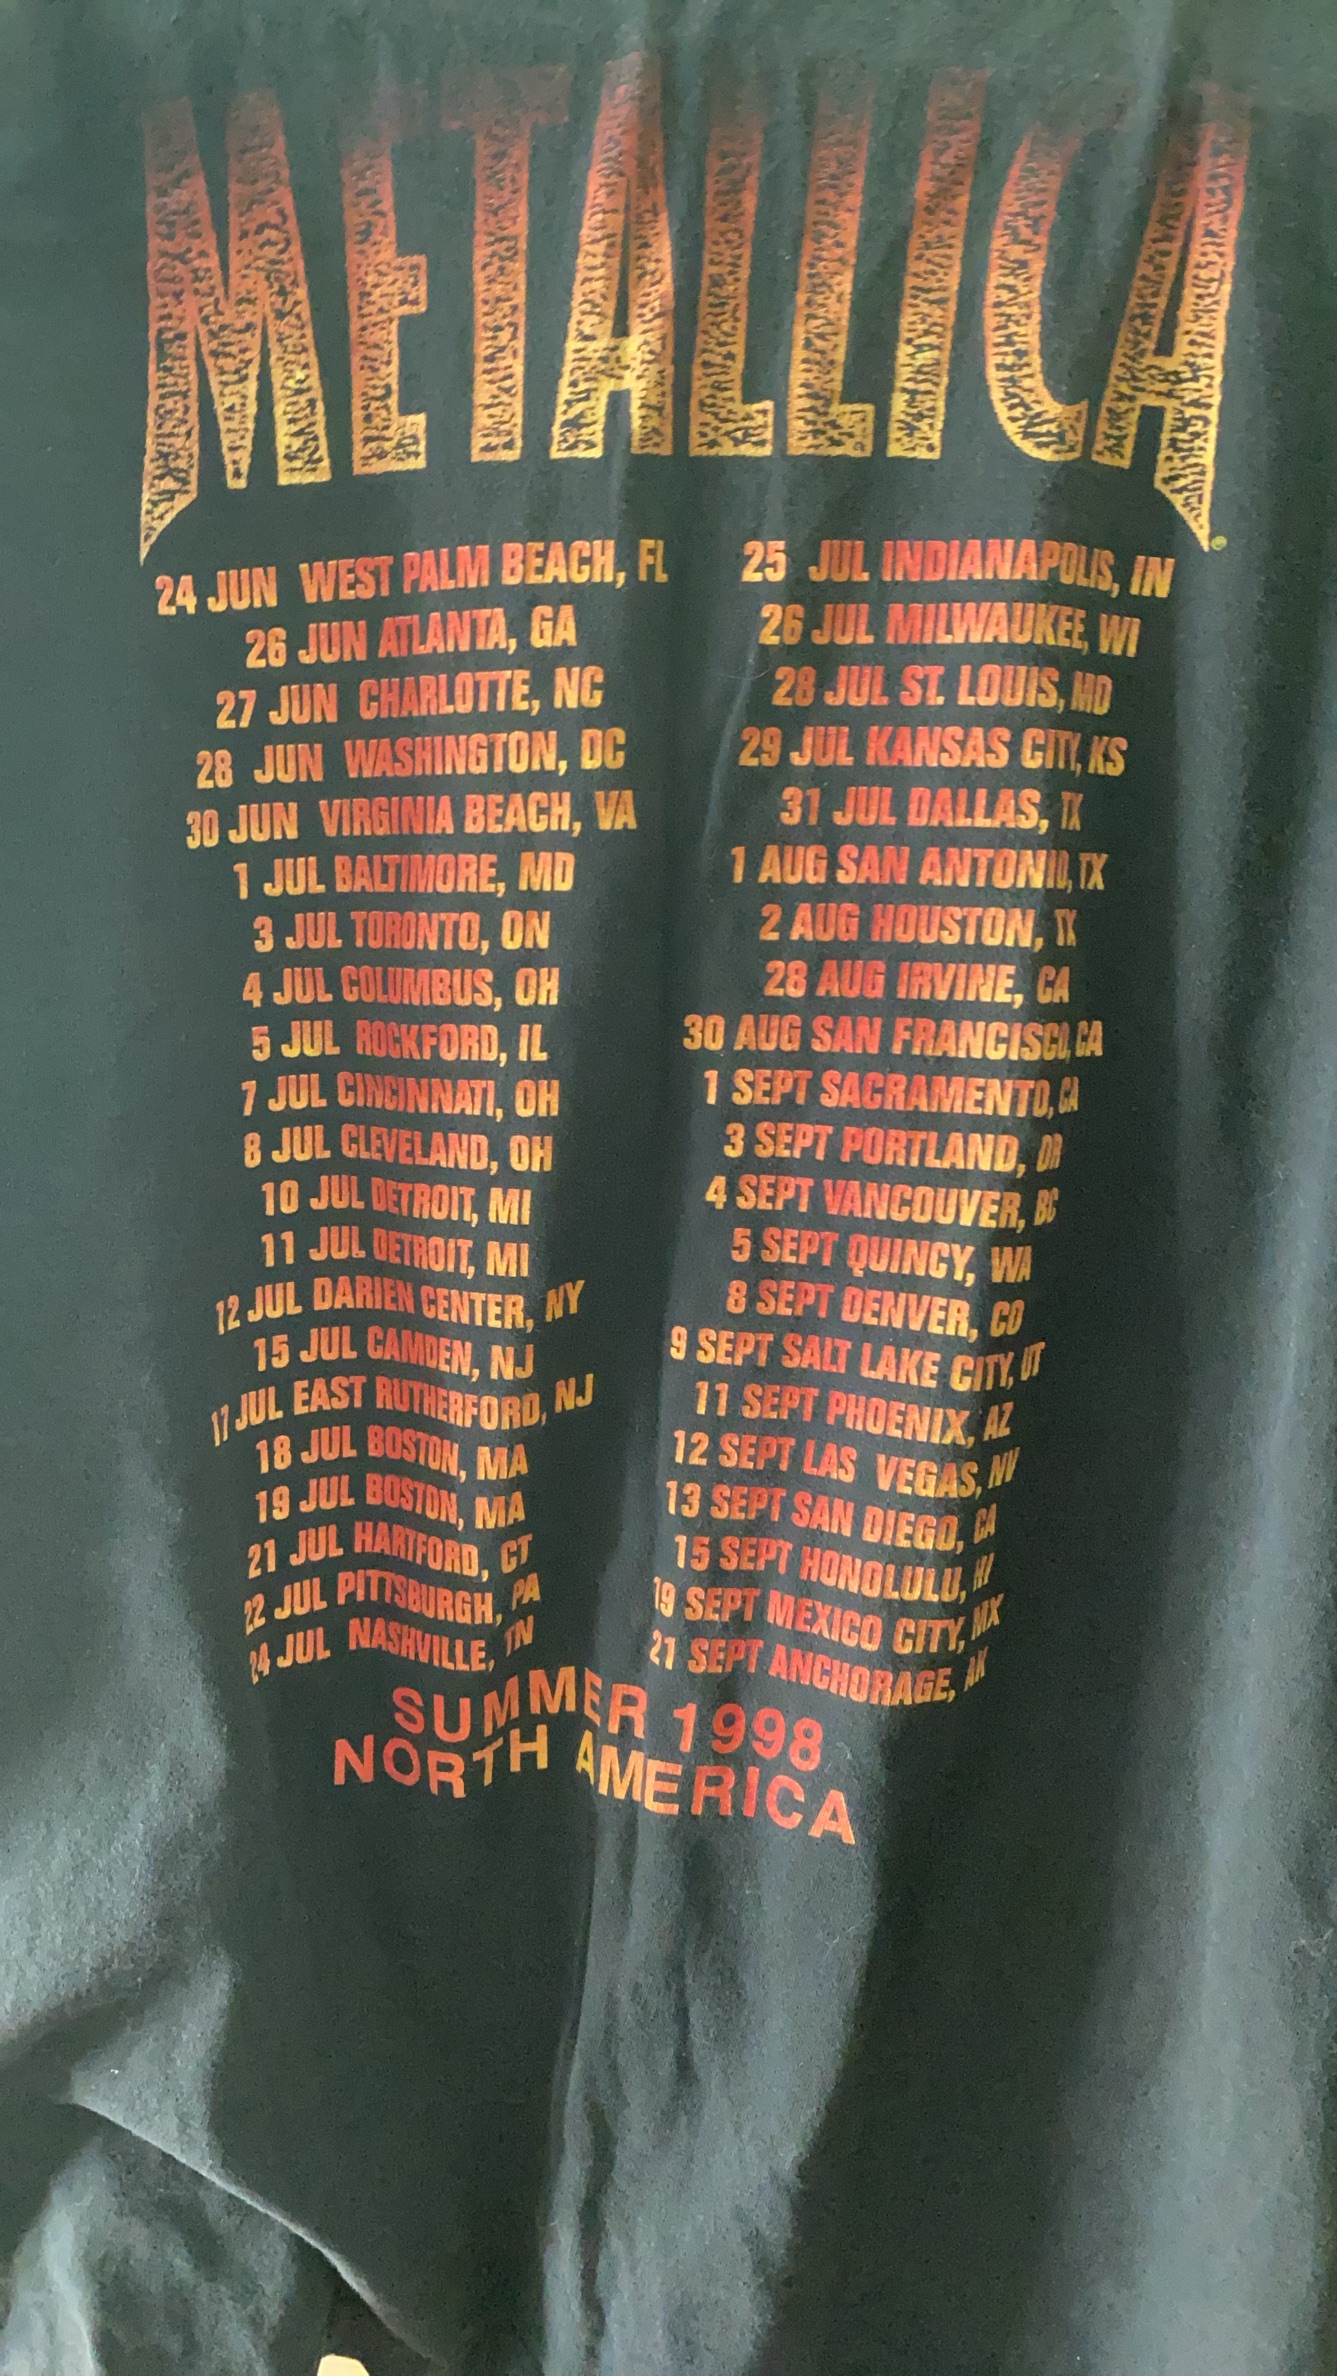 METALLICA
24 JUN WEST PALM BEACH, FL
26 JUN ATLANTA, GA
27 JUN CHARLOTTE, NC
28 JUN WASHINGTON, DC
30 JUN VIRGINIA BEACH, VA
1 JUL BALTIMORE, MD
3 JUL TORONTO, ON
4 JUL COLUMBUS, OH
5 JUL ROCKFORD, IL
7 JUL CINCINNATI, OH
8 JUL CLEVELAND, OH
10 JUL DETROIT, MI
11 JUL DETROIT, MI
12 JUL DARIEN CENTER, NY
15 JUL CAMDEN, NJ
17 JUL EAST RUTHERFORD, NJ
18 JUL BOSTON, MA
19 JUL BOSTON, MA
21 JUL HARTFORD, CT
22 JUL PITTSBURGH, PA
24 JUL NASHVILLE, TN
25 JUL INDIANAPOLIS, IN
26 JUL MILWAUKEE, WI
28 JUL ST. LOUIS, MO
29 JUL KANSAS CITY, KS
31 JUL DALLAS, TX
1 AUG SAN ANTONIO, TX
2 AUG HOUSTON, TX
28 AUG IRVINE, CA
30 AUG SAN FRANCISCO, CA
1 SEPT SACRAMENTO, CA
3 SEPT PORTLAND, OR
4 SEPT VANCOUVER, BC
5 SEPT QUINCY, WA
8 SEPT DENVER, CO
9 SEPT SALT LAKE CITY, UT
11 SEPT PHOENIX, AZ
12 SEPT LAS VEGAS, NV
13 SEPT SAN DIEGO, CA
15 SEPT HONOLULU, HI
19 SEPT MEXICO CITY, MX
21 SEPT ANCHORAGE, AK
SUMMER 1998
NORTH AMERICA